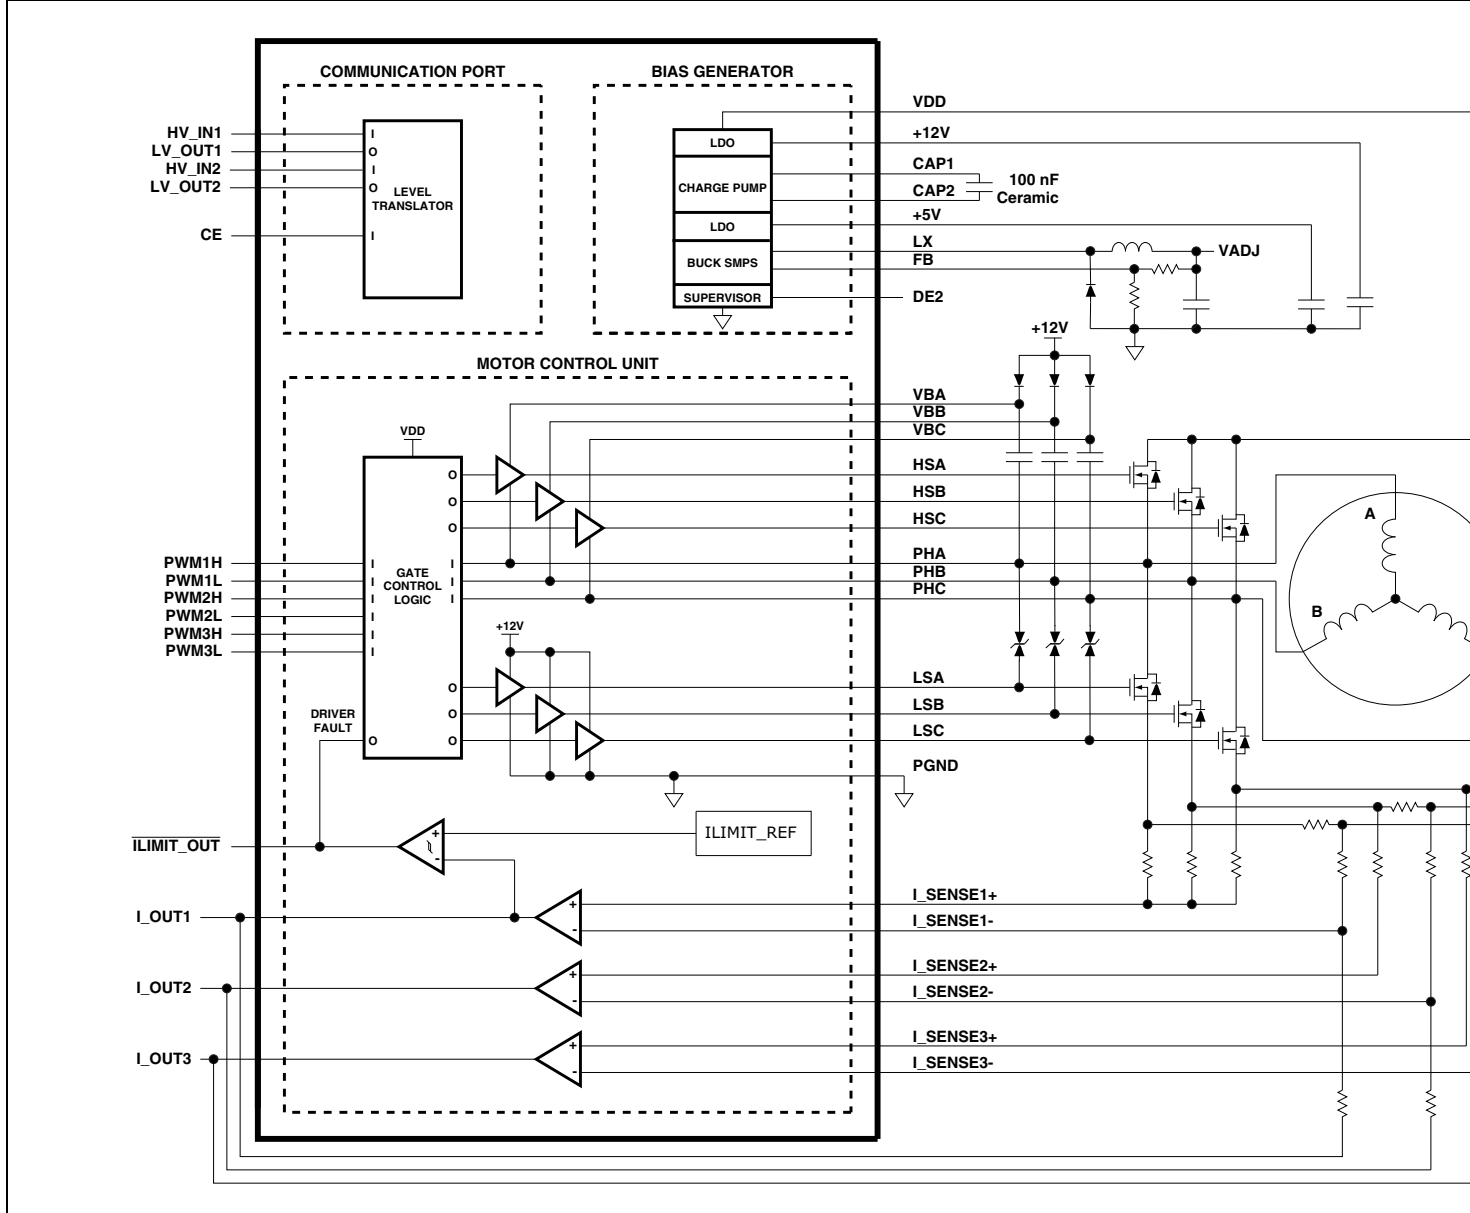 COMMUNICATION PORT
BIAS GENERATOR
HV_IN1
LV_OUT1
HV_IN2
LV_OUT2
CE
I
O
I
O
I
LEVEL
TRANSLATOR
LDO
CHARGE PUMP
LDO
BUCK SMPS
SUPERVISOR
VDD
+12V
CAP1
CAP2
100 nF
Ceramic
+5V
LX
FB
VADJ
DE2
+12V
MOTOR CONTROL UNIT
VBA
VBB
VBC
HSA
HSB
HSC
PHA
PHB
PHC
VDD
O
O
O
PWM1H
PWM1L
PWM2H
PWM2L
PWM3H
PWM3L
I
I
I
I
I
I
GATE
CONTROL
LOGIC
I
I
I
+12V
O
O
O
DRIVER
FAULT
O
LSA
LSB
LSC
PGND
A
B
ILIMIT_OUT
+
-
ILIMIT_REF
I_OUT1
+
-
I_SENSE1+
I_SENSE1-
I_OUT2
+
-
I_SENSE2+
I_SENSE2-
I_OUT3
+
-
I_SENSE3+
I_SENSE3-